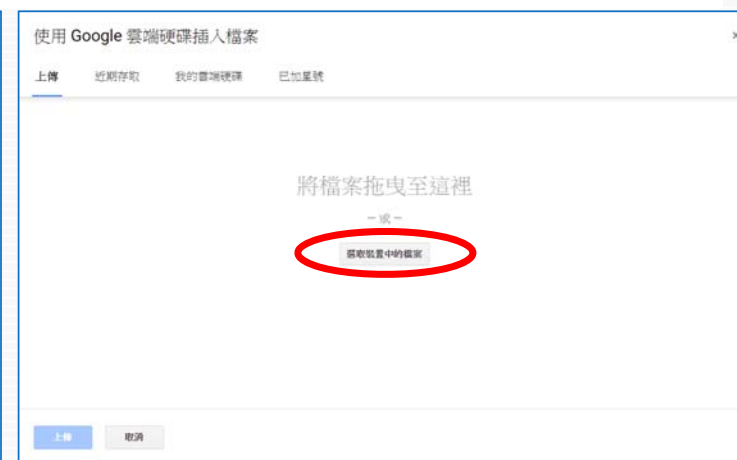 使用 Google 雲端硬碟插入檔案
上傳 近期存取 我的雲端硬碟 已加星號
將檔案拖曳至這裡
– 或 –
選取裝置中的檔案
上傳 取消